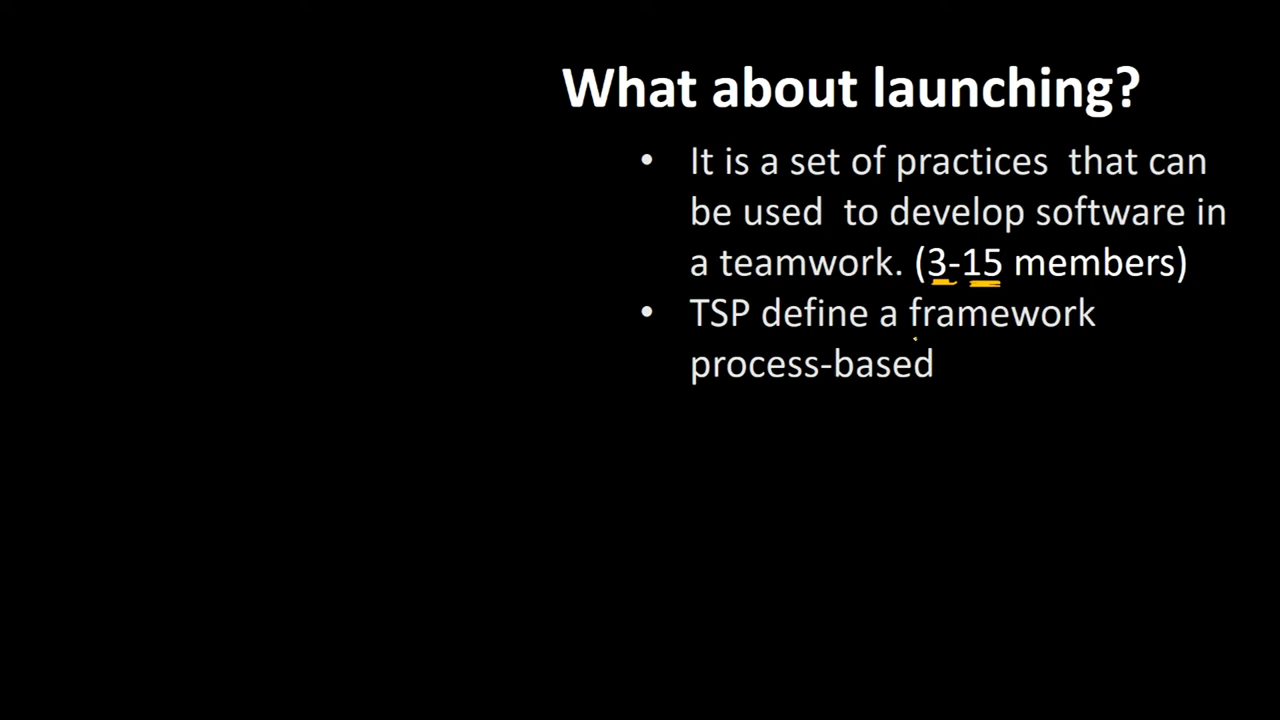 What about launching?
• It is a set of practices that can
be used to develop software in
a teamwork. (3-15 members)
• TSP define a framework
process-based